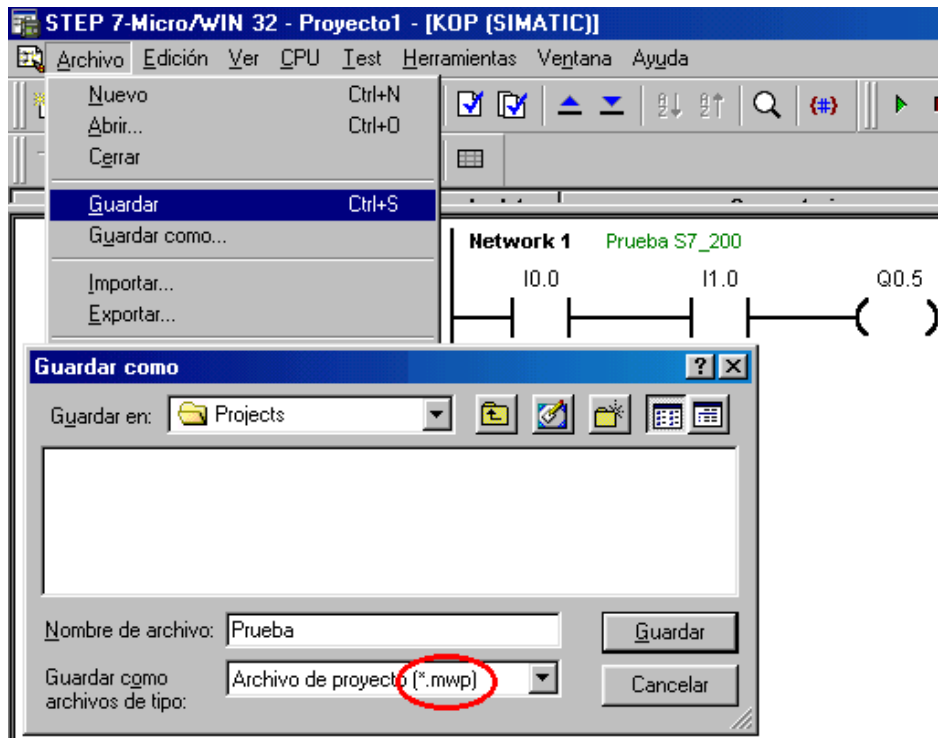 STEP 7-Micro/WIN 32 - Proyecto1 - [KOP (SIMATIC)]
Archivo Edición Ver CPU Test Herramientas Ventana Ayuda
Nuevo Ctrl+N
Abrir... Ctrl+O
Cerrar
Guardar Ctrl+S
Guardar como...
Importar...
Exportar...
Network 1 Prueba S7_200
I0.0 I1.0 Q0.5
Guardar como
Guardar en: Projects
Nombre de archivo: Prueba
Guardar
Guardar como
archivos de tipo:
Archivo de proyecto (*.mwp)
Cancelar